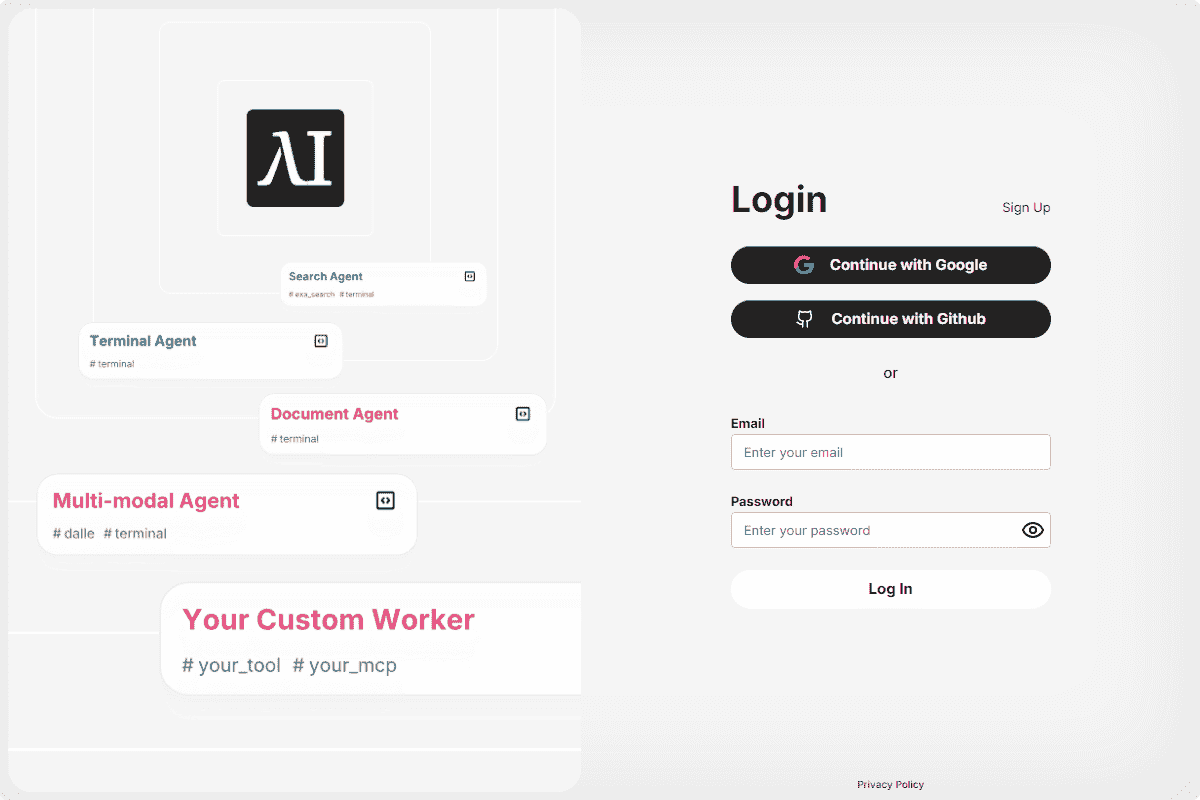 ΛI
Search Agent
# exa_search # terminal
Terminal Agent
# terminal
Document Agent
# terminal
Multi-modal Agent
# dalle # terminal
Your Custom Worker
# your_tool # your_mcp
Login
Sign Up
Continue with Google
Continue with Github
or
Email
Enter your email
Password
Enter your password
Log In
Privacy Policy